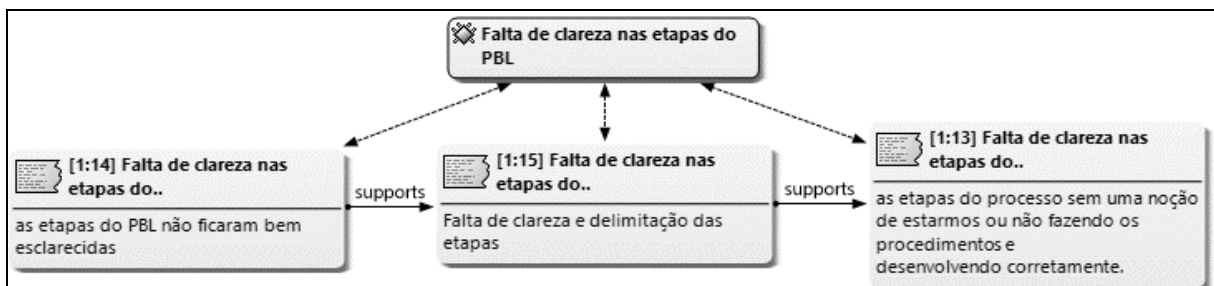 Falta de clareza nas etapas do
PBL
[1:14] Falta de clareza nas
etapas do..
as etapas do PBL não ficaram bem
esclarecidas
supports
[1:15] Falta de clareza nas
etapas do..
Falta de clareza e delimitação das
etapas
supports
[1:13] Falta de clareza nas
etapas do..
as etapas do processo sem uma noção
de estarmos ou não fazendo os
procedimentos e
desenvolvendo corretamente.